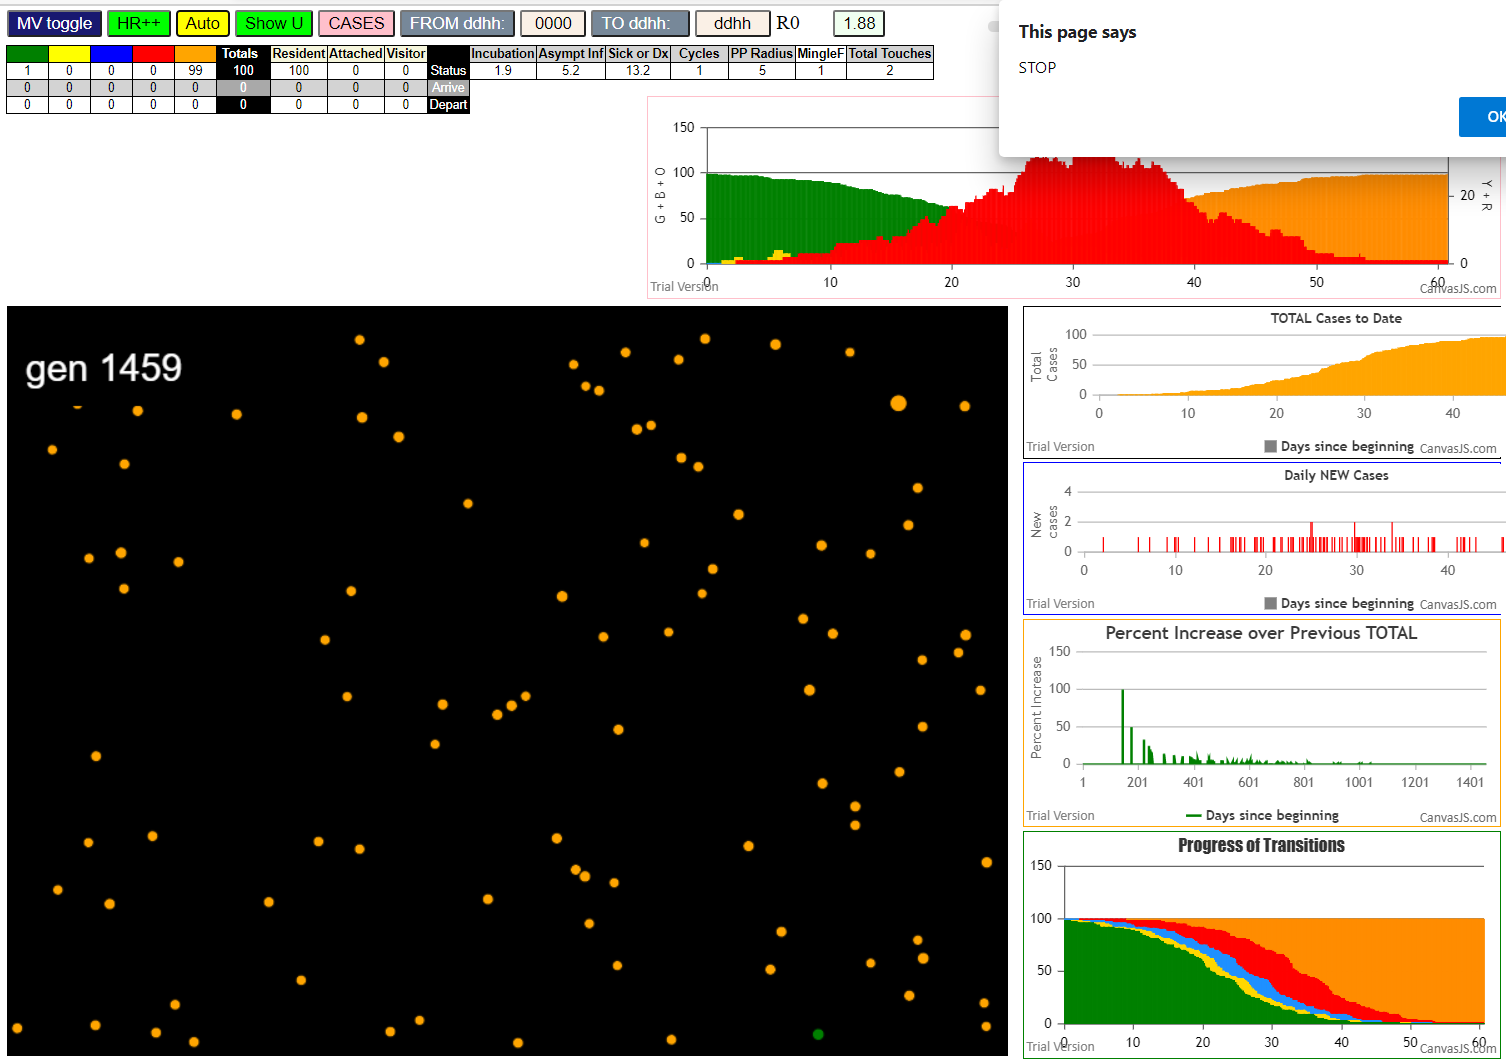 MV toggle HR++ Auto Show U CASES FROM ddhh: 0000 TO ddhh: ddhh R0 1.88
This page says
STOP
OK
Totals Resident Attached Visitor Incubation Asympt Inf Sick or Dx Cycles PP Radius MingleF Total Touches
1 0 0 0 99 100 100 0 0 Status 1.9 5.2 13.2 1 5 1 2
0 0 0 0 0 0 0 0 0 Arrive
0 0 0 0 0 0 0 0 0 Depart
150
100
50
0
G + B + O
20
0
Y + R
0 10 20 30 40 50 60
Trial Version CanvasJS.com
gen 1459
TOTAL Cases to Date
100
50
0
Total
Cases
0 10 20 30 40
Days since beginning
Trial Version CanvasJS.com
Daily NEW Cases
4
2
0
New
cases
0 10 20 30 40
Days since beginning
Trial Version CanvasJS.com
Percent Increase over Previous TOTAL
150
100
50
0
Percent Increase
1 201 401 601 801 1001 1201 1401
Days since beginning
Trial Version CanvasJS.com
Progress of Transitions
150
100
50
0
0 10 20 30 40 50 60
Trial Version CanvasJS.com